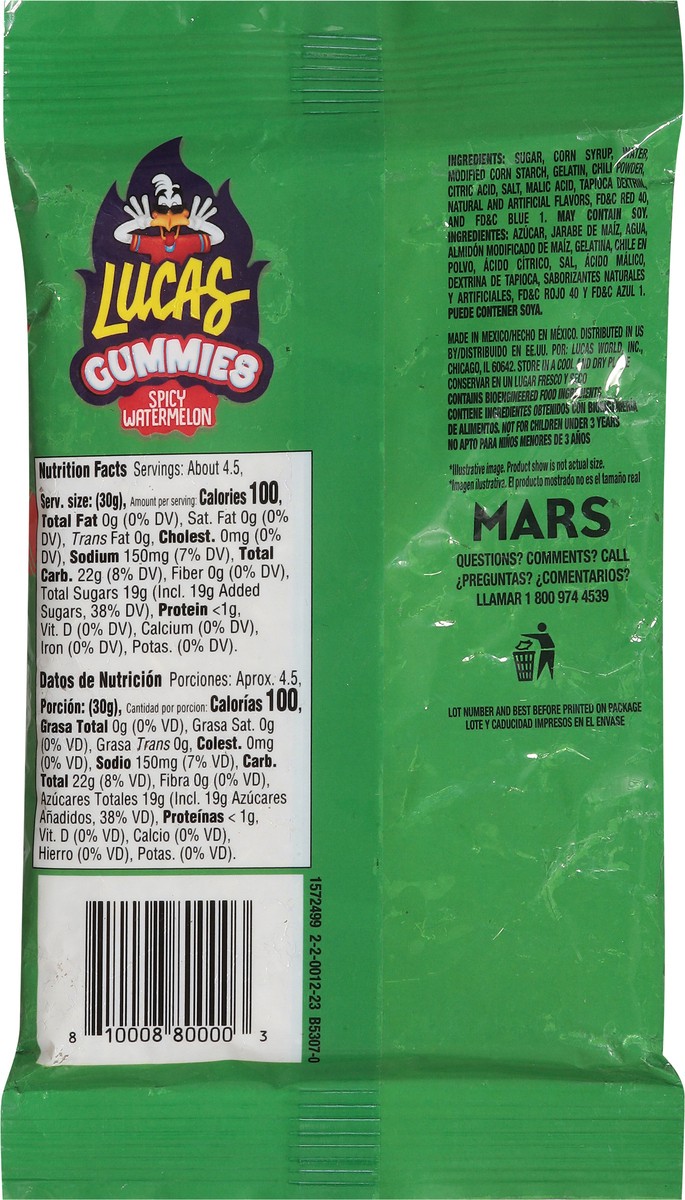 LUCAS
GUMMIES
SPICY
WATERMELON
Nutrition Facts Servings: About 4.5,
Serv. size: (30g), Amount per serving: Calories 100,
Total Fat 0g (0% DV), Sat. Fat 0g (0%
DV), Trans Fat 0g, Cholest. 0mg (0%
DV), Sodium 150mg (7% DV), Total
Carb. 22g (8% DV), Fiber 0g (0% DV),
Total Sugars 19g (Incl. 19g Added
Sugars, 38% DV), Protein <1g,
Vit. D (0% DV), Calcium (0% DV),
Iron (0% DV), Potas. (0% DV).
Datos de Nutrición Porciones: Aprox. 4.5,
Porción: (30g), Cantidad por porcion: Calorías 100,
Grasa Total 0g (0% VD), Grasa Sat. 0g
(0% VD), Grasa Trans 0g, Colest. 0mg
(0% VD), Sodio 150mg (7% VD), Carb.
Total 22g (8% VD), Fibra 0g (0% VD),
Azúcares Totales 19g (Incl. 19g Azúcares
Añadidos, 38% VD), Proteínas < 1g,
Vit. D (0% VD), Calcio (0% VD),
Hierro (0% VD), Potas. (0% VD).
8 10008 80000 3
1572499 2-2-0012-23 B5307-0
INGREDIENTS: SUGAR, CORN SYRUP, WATER,
MODIFIED CORN STARCH, GELATIN, CHILI POWDER,
CITRIC ACID, SALT, MALIC ACID, TAPIOCA DEXTRIN,
NATURAL AND ARTIFICIAL FLAVORS, FD&C RED 40,
AND FD&C BLUE 1. MAY CONTAIN SOY.
INGREDIENTES: AZÚCAR, JARABE DE MAÍZ, AGUA,
ALMIDÓN MODIFICADO DE MAÍZ, GELATINA, CHILE EN
POLVO, ÁCIDO CÍTRICO, SAL, ÁCIDO MÁLICO,
DEXTRINA DE TAPIOCA, SABORIZANTES NATURALES
Y ARTIFICIALES, FD&C ROJO 40 Y FD&C AZUL 1.
PUEDE CONTENER SOYA.
MADE IN MEXICO/HECHO EN MÉXICO. DISTRIBUTED IN US
BY/DISTRIBUIDO EN EE.UU. POR: LUCAS WORLD, INC.,
CHICAGO, IL 60642. STORE IN A COOL AND DRY
CONSERVAR EN UN LUGAR FRESCO Y SECO
CONTAINS BIOENGINEERED FOOD
CONTIENE INGREDIENTES OBTENIDOS CON
DE ALIMENTOS. NOT FOR CHILDREN UNDER 3 YEARS
NO APTO PARA NIÑOS MENORES DE 3 AÑOS
*Illustrative image. Product show is not actual size.
*Imagen ilustrativa. El producto mostrado no es el tamaño real
MARS
QUESTIONS? COMMENTS? CALL
¿PREGUNTAS? ¿COMENTARIOS?
LLAMAR 1 800 974 4539
LOT NUMBER AND BEST BEFORE PRINTED ON PACKAGE
LOTE Y CADUCIDAD IMPRESOS EN EL ENVASE